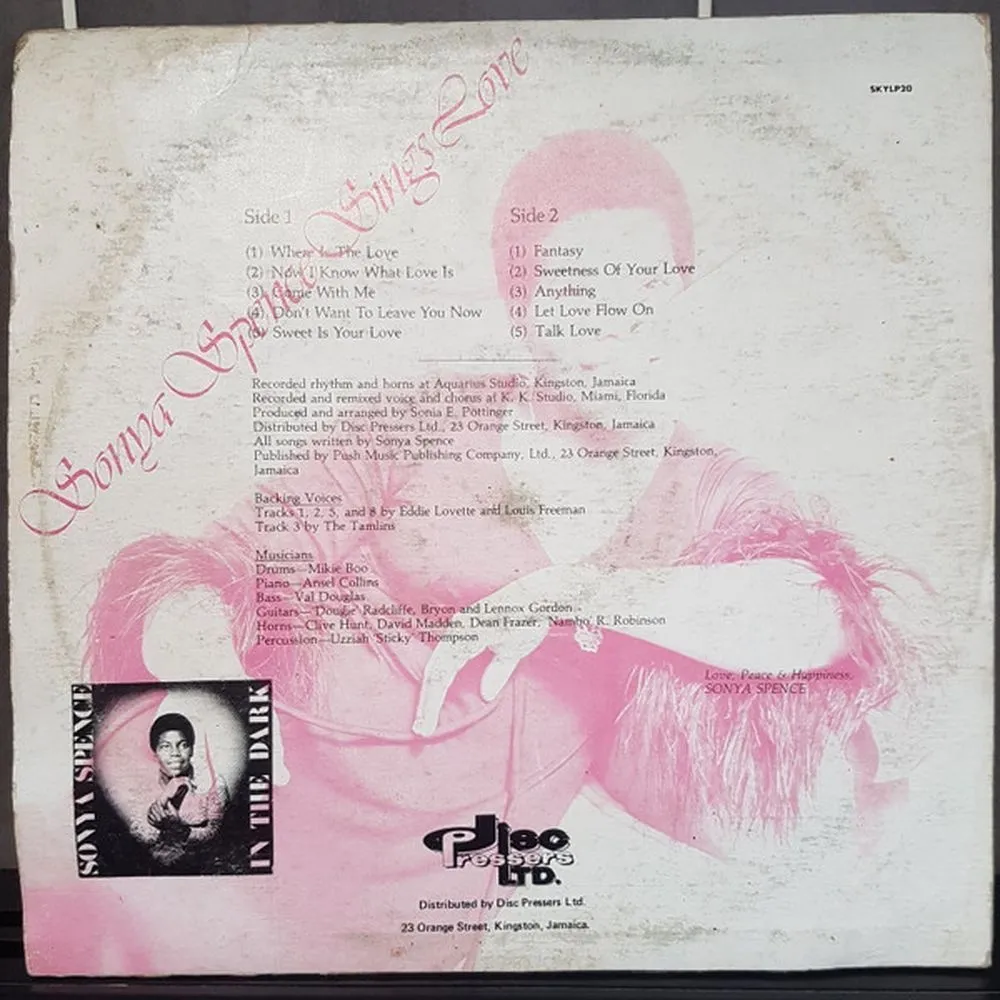 SKYLP20
Sonya Spence Sings Love
Side 1
(1) Where Is The Love
(2) Now I Know What Love Is
(3) Come With Me
(4) Don't Want To Leave You Now
(5) Sweet Is Your Love
Side 2
(1) Fantasy
(2) Sweetness Of Your Love
(3) Anything
(4) Let Love Flow On
(5) Talk Love
Recorded rhythm and horns at Aquarius Studio, Kingston, Jamaica
Recorded and remixed voice and chorus at K. K. Studio, Miami, Florida
Produced and arranged by Sonia E. Pottinger
Distributed by Disc Pressers Ltd., 23 Orange Street, Kingston, Jamaica
All songs written by Sonya Spence
Published by Push Music Publishing Company, Ltd., 23 Orange Street, Kingston,
Jamaica
Backing Voices
Tracks 1, 2, 5, and 8 by Eddie Lovette and Louis Freeman
Track 3 by The Tamlins
Musicians
Drums—Mikie Boo
Piano—Ansel Collins
Bass—Val Douglas
Guitars—'Dougie' Radcliffe, Bryon and Lennox Gordon
Horns—Clive Hunt, David Madden, Dean Frazer, 'Nambo' R. Robinson
Percussion—Uzziah 'Sticky' Thompson
Love, Peace & Happiness,
SONYA SPENCE
SONYA SPENCE
IN THE DARK
Disc
Pressers
LTD.
Distributed by Disc Pressers Ltd.
23 Orange Street, Kingston, Jamaica.